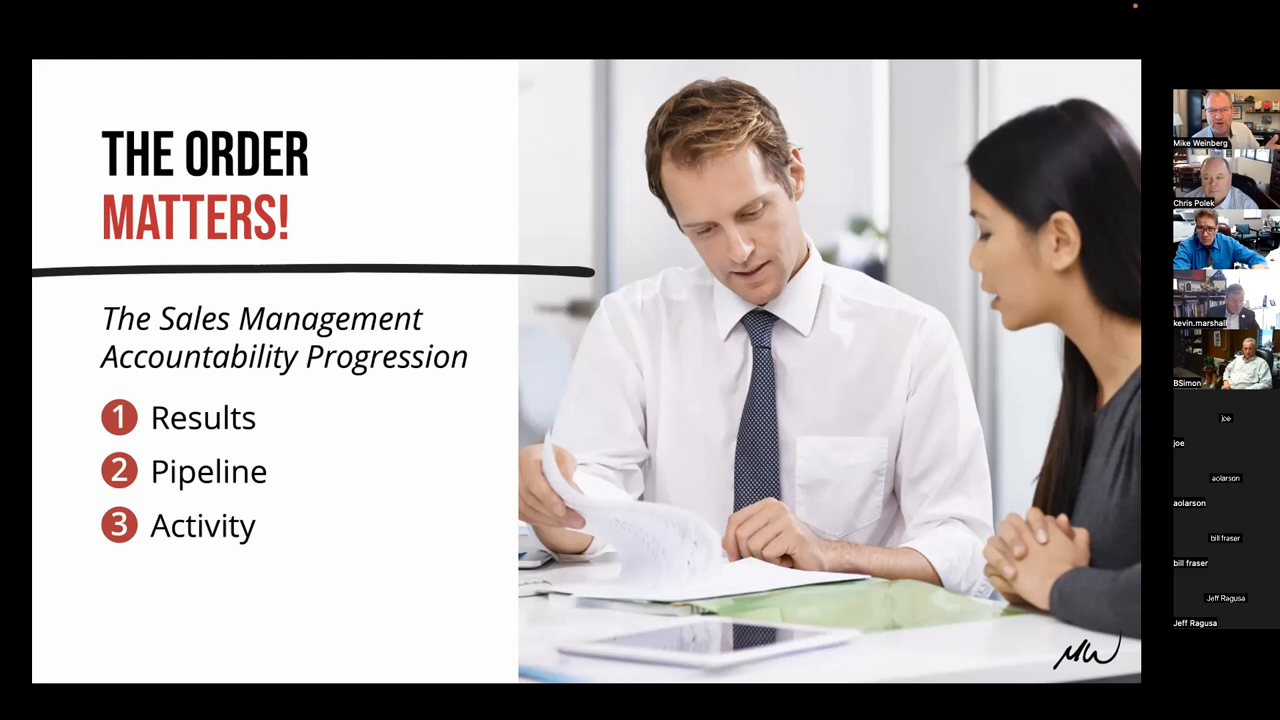 THE ORDER
MATTERS!
The Sales Management
Accountability Progression
1 Results
2 Pipeline
3 Activity
MW
Mike Weinberg
Chris Polek
kevin.marshall
BSimon
joe
joe
aolarson
aolarson
bill fraser
bill fraser
Jeff Ragusa
Jeff Ragusa